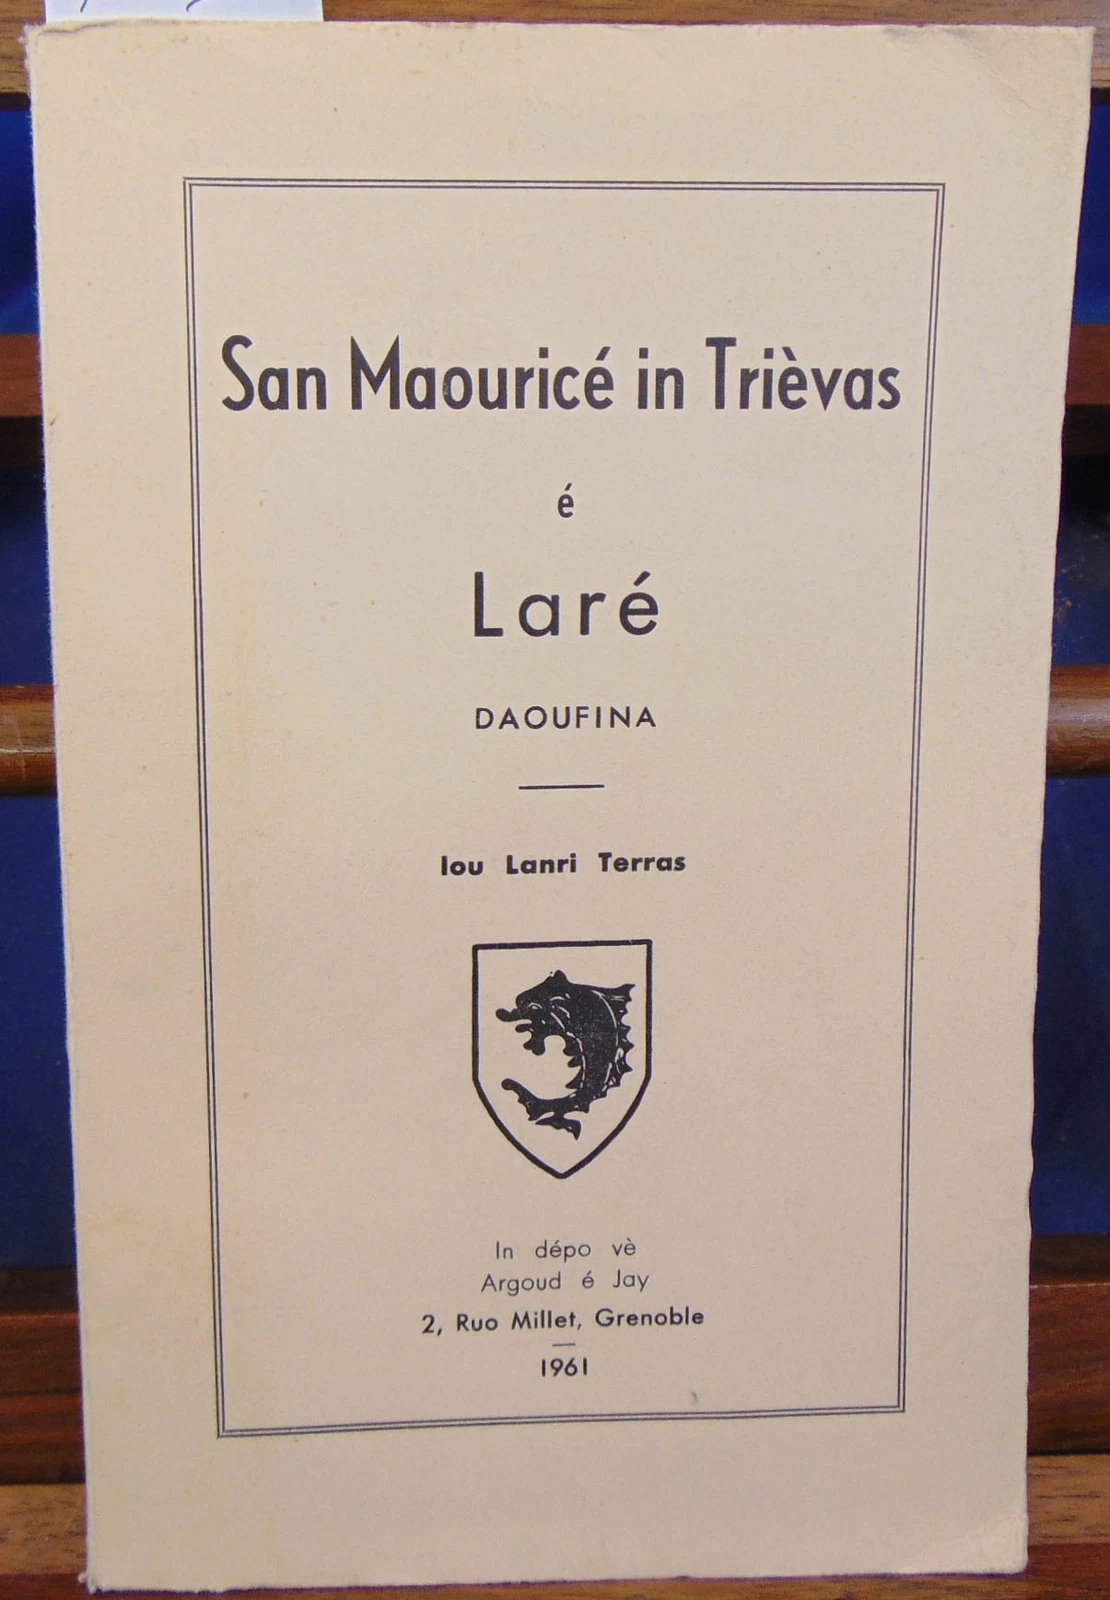 San Maouricé in Trièvas
é
Laré
DAOUFINA
lou Lanri Terras
In dépo vè
Argoud é Jay
2, Ruo Millet, Grenoble
1961